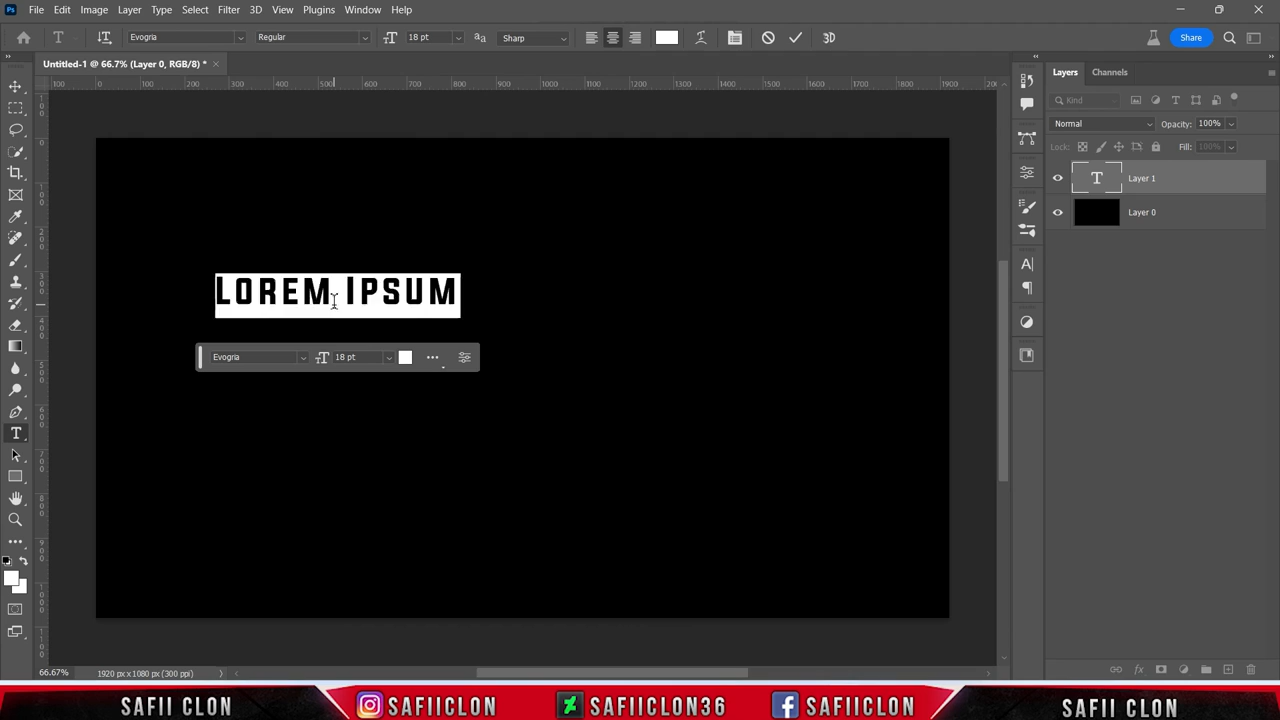 Ps File Edit Image Layer Type Select Filter 3D View Plugins Window Help
Evogria Regular 18 pt Sharp 3D Share
Untitled-1 @ 66.7% (Layer 0, RGB/8) *
Layers Channels
Kind
Normal Opacity: 100%
Lock: Fill: 100%
T Layer 1
Layer 0
Lorem Ipsum
Evogria 18 pt
66.67% 1920 px x 1080 px (300 ppi)
SAFII CLON SAFIICLON SAFIICLON36 SAFIICLON SAFII CLON